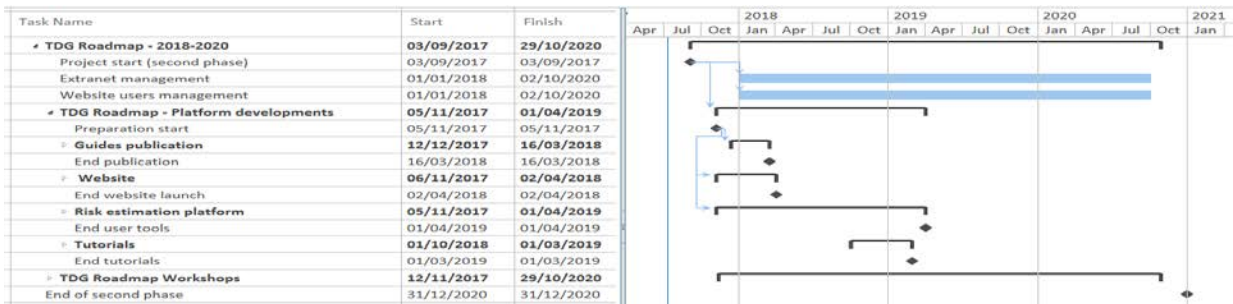 2018 2019 2020 2021
Task Name Start Finish Apr Jul Oct Jan Apr Jul Oct Jan Apr Jul Oct Jan Apr Jul Oct Jan
TDG Roadmap - 2018-2020 03/09/2017 29/10/2020
Project start (second phase) 03/09/2017 03/09/2017
Extranet management 01/01/2018 02/10/2020
Website users management 01/01/2018 02/10/2020
TDG Roadmap - Platform developments 05/11/2017 01/04/2019
Preparation start 05/11/2017 05/11/2017
Guides publication 12/12/2017 16/03/2018
End publication 16/03/2018 16/03/2018
Website 06/11/2017 02/04/2018
End website launch 02/04/2018 02/04/2018
Risk estimation platform 05/11/2017 01/04/2019
End user tools 01/04/2019 01/04/2019
Tutorials 01/10/2018 01/03/2019
End tutorials 01/03/2019 01/03/2019
TDG Roadmap Workshops 12/11/2017 29/10/2020
End of second phase 31/12/2020 31/12/2020